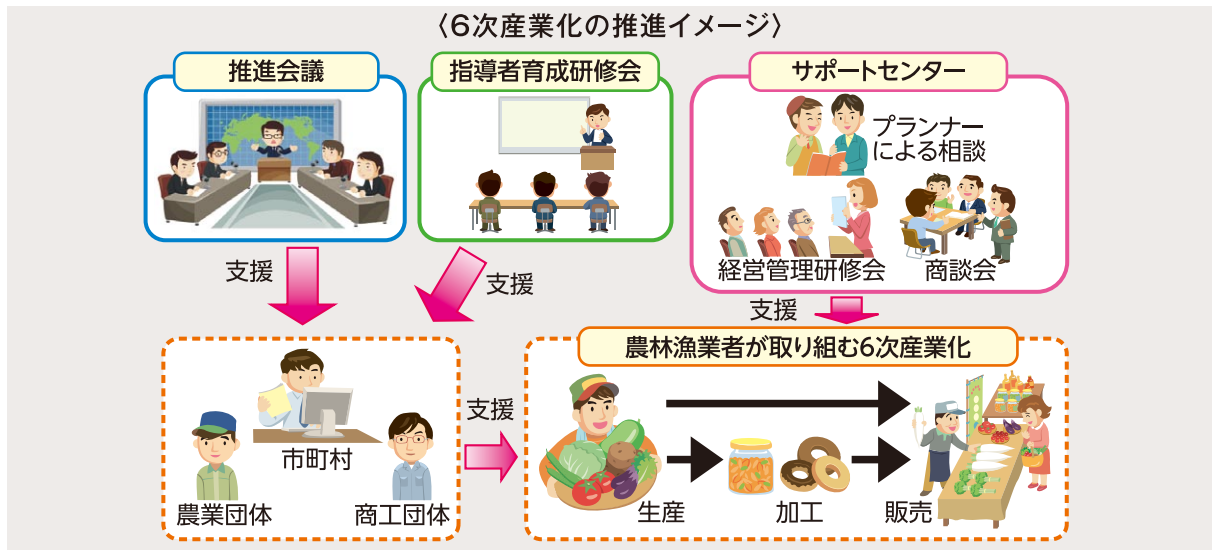 〈6次産業化の推進イメージ〉
推進会議
指導者育成研修会
サポートセンター
プランナー
による相談
経営管理研修会
商談会
支援
支援
支援
農林漁業者が取り組む6次産業化
市町村
農業団体
商工団体
支援
生産
加工
販売